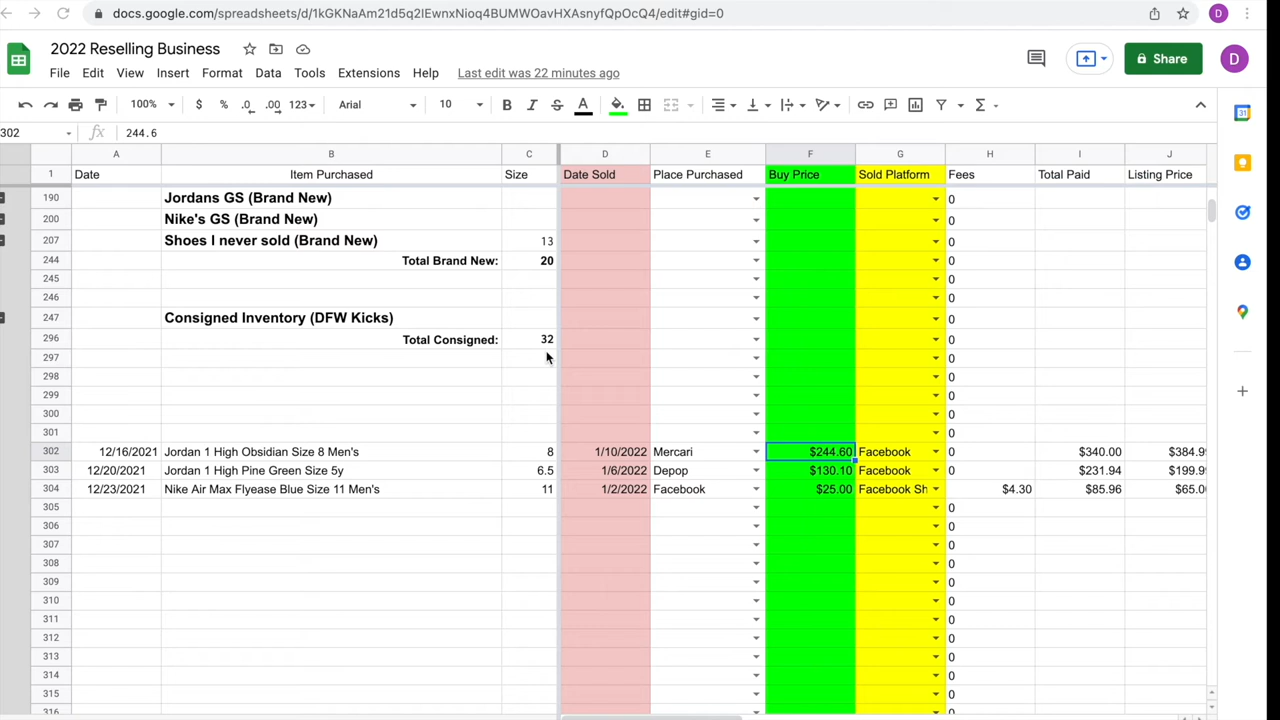 docs.google.com/spreadsheets/d/1kGKNaAm21d5q2lEwnxNioq4BUMWOavHXAsnyfQpOcQ4/edit#gid=0
D
2022 Reselling Business
File Edit View Insert Format Data Tools Extensions Help Last edit was 22 minutes ago
Share
D
100% $ % .0 .00 123 Arial 10 B I S A
31
302 fx 244.6
A B C D E F G H I J
1 Date Item Purchased Size Date Sold Place Purchased Buy Price Sold Platform Fees Total Paid Listing Price
190 Jordans GS (Brand New) 0
200 Nike's GS (Brand New) 0
207 Shoes I never sold (Brand New) 13 0
244 Total Brand New: 20 0
245 0
246 0
247 Consigned Inventory (DFW Kicks) 0
296 Total Consigned: 32 0
297 0
298 0
299 0
300 0
301 0
302 12/16/2021 Jordan 1 High Obsidian Size 8 Men's 8 1/10/2022 Mercari $244.60 Facebook 0 $340.00 $384.9
303 12/20/2021 Jordan 1 High Pine Green Size 5y 6.5 1/6/2022 Depop $130.10 Facebook 0 $231.94 $199.9
304 12/23/2021 Nike Air Max Flyease Blue Size 11 Men's 11 1/2/2022 Facebook $25.00 Facebook Sh $4.30 $85.96 $65.0
305 0
306 0
307 0
308 0
309 0
310 0
311 0
312 0
313 0
314 0
315 0
316 0